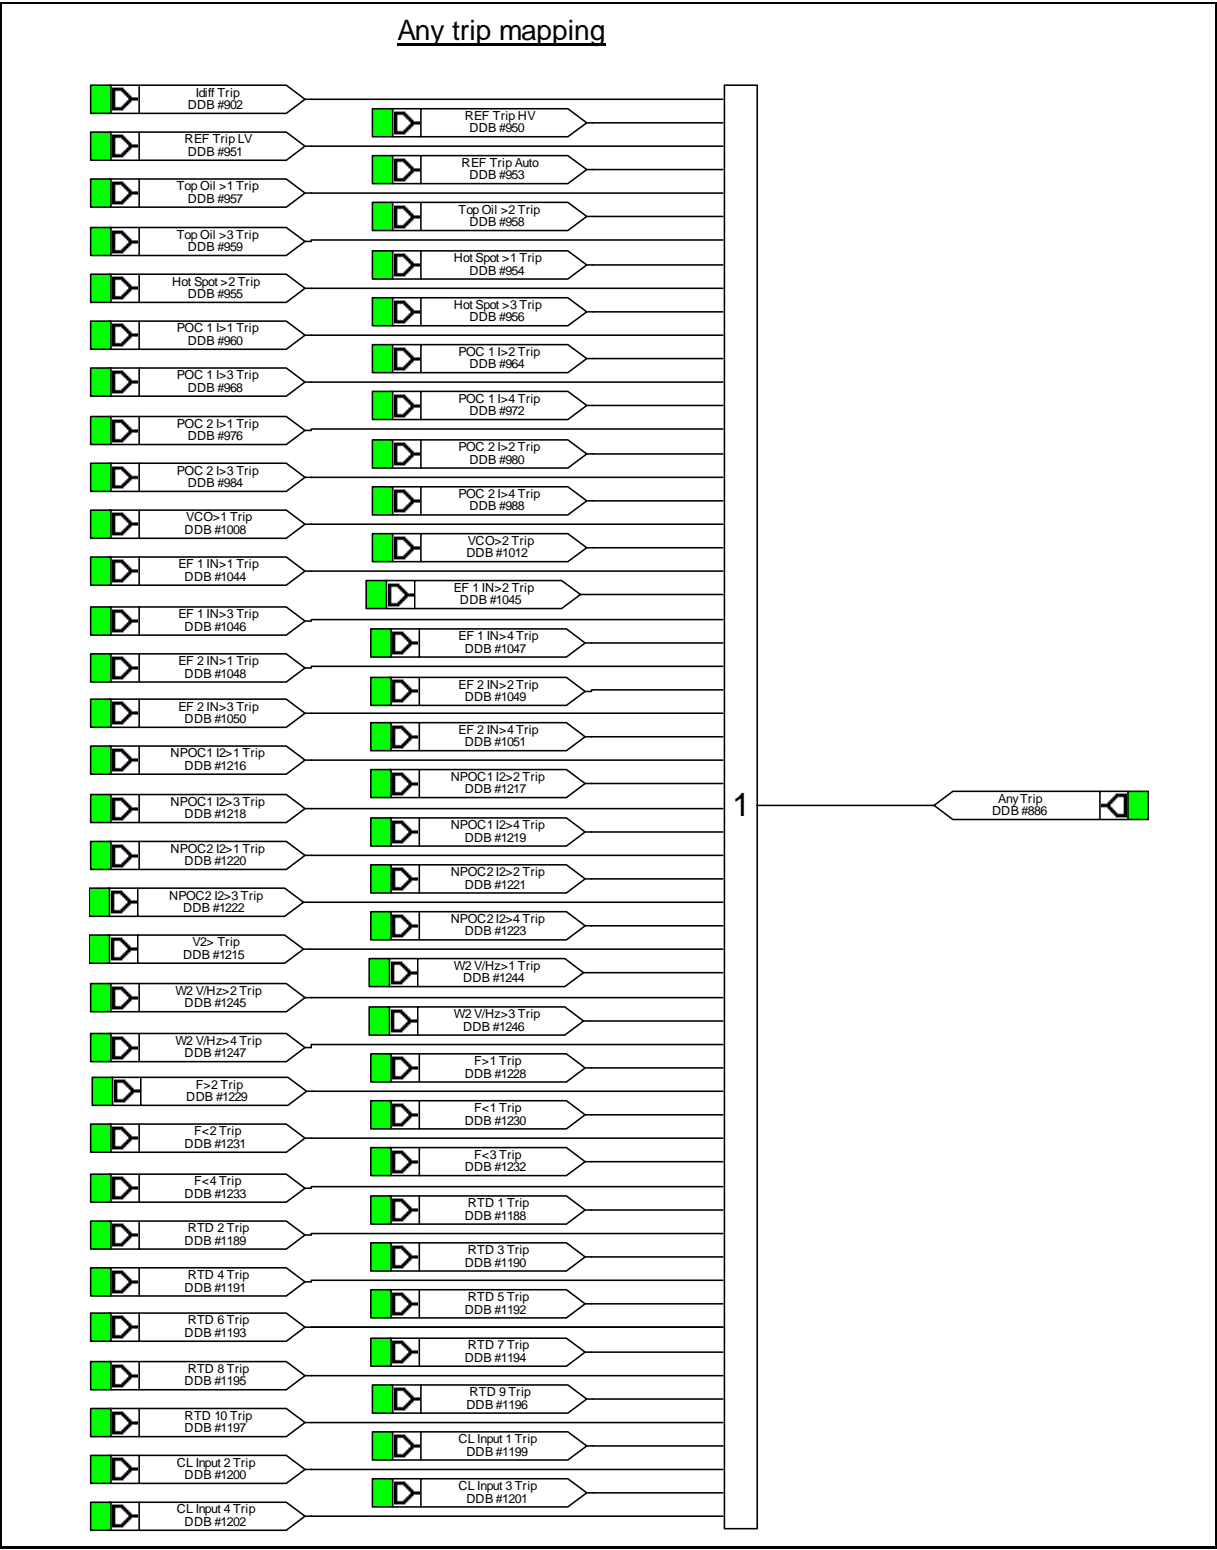 Any trip mapping
Idiff Trip
DDB #902
REF Trip HV
DDB #950
REF Trip LV
DDB #951
REF Trip Auto
DDB #953
Top Oil >1 Trip
DDB #957
Top Oil >2 Trip
DDB #958
Top Oil >3 Trip
DDB #959
Hot Spot >1 Trip
DDB #954
Hot Spot >2 Trip
DDB #955
Hot Spot >3 Trip
DDB #956
POC 1 I>1 Trip
DDB #960
POC 1 I>2 Trip
DDB #964
POC 1 I>3 Trip
DDB #968
POC 1 I>4 Trip
DDB #972
POC 2 I>1 Trip
DDB #976
POC 2 I>2 Trip
DDB #980
POC 2 I>3 Trip
DDB #984
POC 2 I>4 Trip
DDB #988
VCO>1 Trip
DDB #1008
VCO>2 Trip
DDB #1012
EF 1 IN>1 Trip
DDB #1044
EF 1 IN>2 Trip
DDB #1045
EF 1 IN>3 Trip
DDB #1046
EF 1 IN>4 Trip
DDB #1047
EF 2 IN>1 Trip
DDB #1048
EF 2 IN>2 Trip
DDB #1049
EF 2 IN>3 Trip
DDB #1050
EF 2 IN>4 Trip
DDB #1051
NPOC1 I2>1 Trip
DDB #1216
NPOC1 I2>2 Trip
DDB #1217
NPOC1 I2>3 Trip
DDB #1218
1
Any Trip
DDB #886
NPOC1 I2>4 Trip
DDB #1219
NPOC2 I2>1 Trip
DDB #1220
NPOC2 I2>2 Trip
DDB #1221
NPOC2 I2>3 Trip
DDB #1222
NPOC2 I2>4 Trip
DDB #1223
V2> Trip
DDB #1215
W2 V/Hz>1 Trip
DDB #1244
W2 V/Hz>2 Trip
DDB #1245
W2 V/Hz>3 Trip
DDB #1246
W2 V/Hz>4 Trip
DDB #1247
F>1 Trip
DDB #1228
F>2 Trip
DDB #1229
F<1 Trip
DDB #1230
F<2 Trip
DDB #1231
F<3 Trip
DDB #1232
F<4 Trip
DDB #1233
RTD 1 Trip
DDB #1188
RTD 2 Trip
DDB #1189
RTD 3 Trip
DDB #1190
RTD 4 Trip
DDB #1191
RTD 5 Trip
DDB #1192
RTD 6 Trip
DDB #1193
RTD 7 Trip
DDB #1194
RTD 8 Trip
DDB #1195
RTD 9 Trip
DDB #1196
RTD 10 Trip
DDB #1197
CL Input 1 Trip
DDB #1199
CL Input 2 Trip
DDB #1200
CL Input 3 Trip
DDB #1201
CL Input 4 Trip
DDB #1202